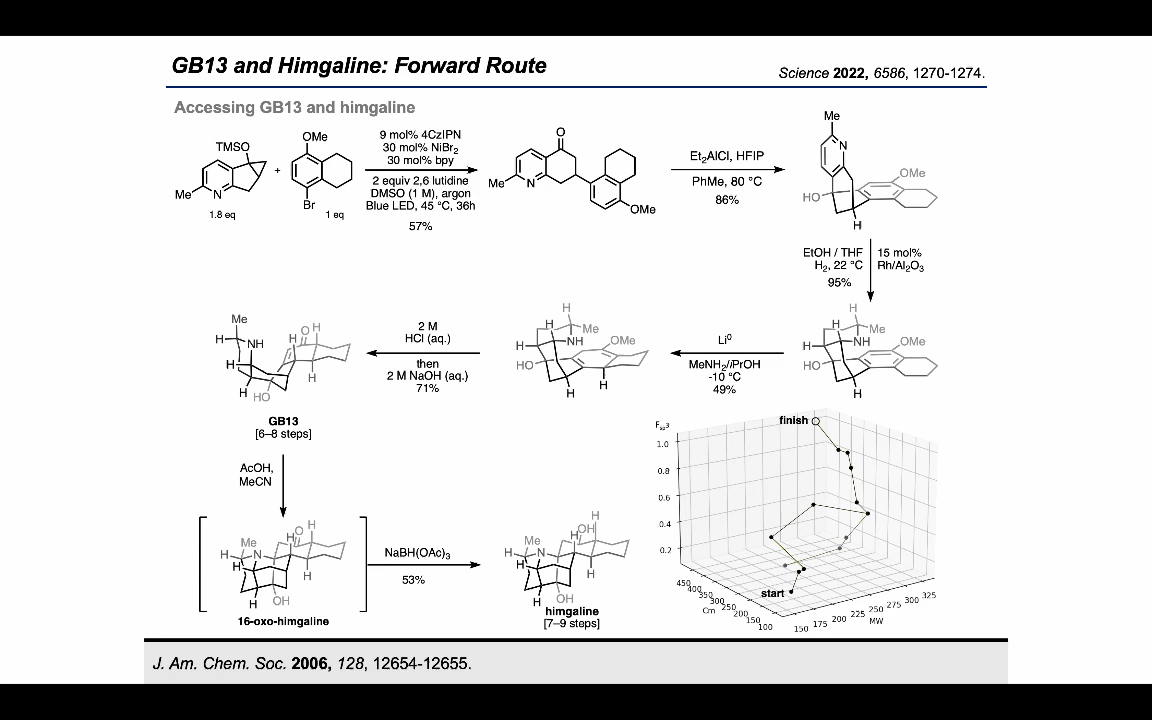 GB13 and Himgaline: Forward Route
Science 2022, 6586, 1270-1274.
Accessing GB13 and himgaline
TMSO
Me
N
1.8 eq
+
OMe
Br
1 eq
9 mol% 4CzIPN
30 mol% NiBr₂
30 mol% bpy
2 equiv 2,6 lutidine
DMSO (1 M), argon
Blue LED, 45 °C, 36h
57%
O
Me
N
OMe
Et₂AlCl, HFIP
PhMe, 80 °C
86%
Me
N
HO
OMe
H
EtOH / THF
H₂, 22 °C
95%
15 mol%
Rh/Al₂O₃
H
H
Me
H
NH
OMe
HO
H
Li⁰
MeNH₂/iPrOH
-10 °C
49%
H
H
Me
H
NH
OMe
HO
H
H
2 M
HCl (aq.)
then
2 M NaOH (aq.)
71%
Me
H
NH
H
O
H
H
H
H
HO
GB13
[6–8 steps]
AcOH,
MeCN
Me
H
N
H
H
O
H
H
H
OH
16-oxo-himgaline
NaBH(OAc)₃
53%
Me
H
N
H
H
OH
H
H
H
OH
himgaline
[7–9 steps]
Fsp3
1.0
0.8
0.6
0.4
0.2
finish
start
450
400
350
300
250
200
150
100
Cm
150
175
200
225
250
275
300
325
MW
J. Am. Chem. Soc. 2006, 128, 12654-12655.